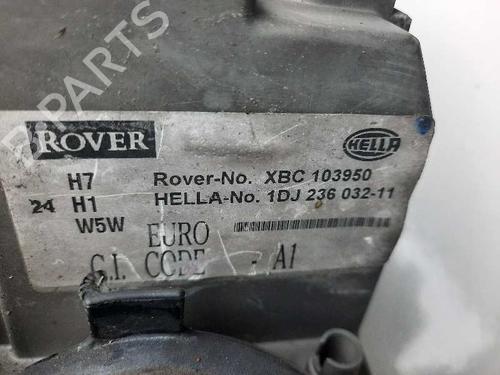 B-PARTS
ROVER
HELLA
H7 Rover-No. XBC 103950
24 H1 HELLA-No. 1DJ 236 032-11
W5W EURO
C.I. CODE - A1